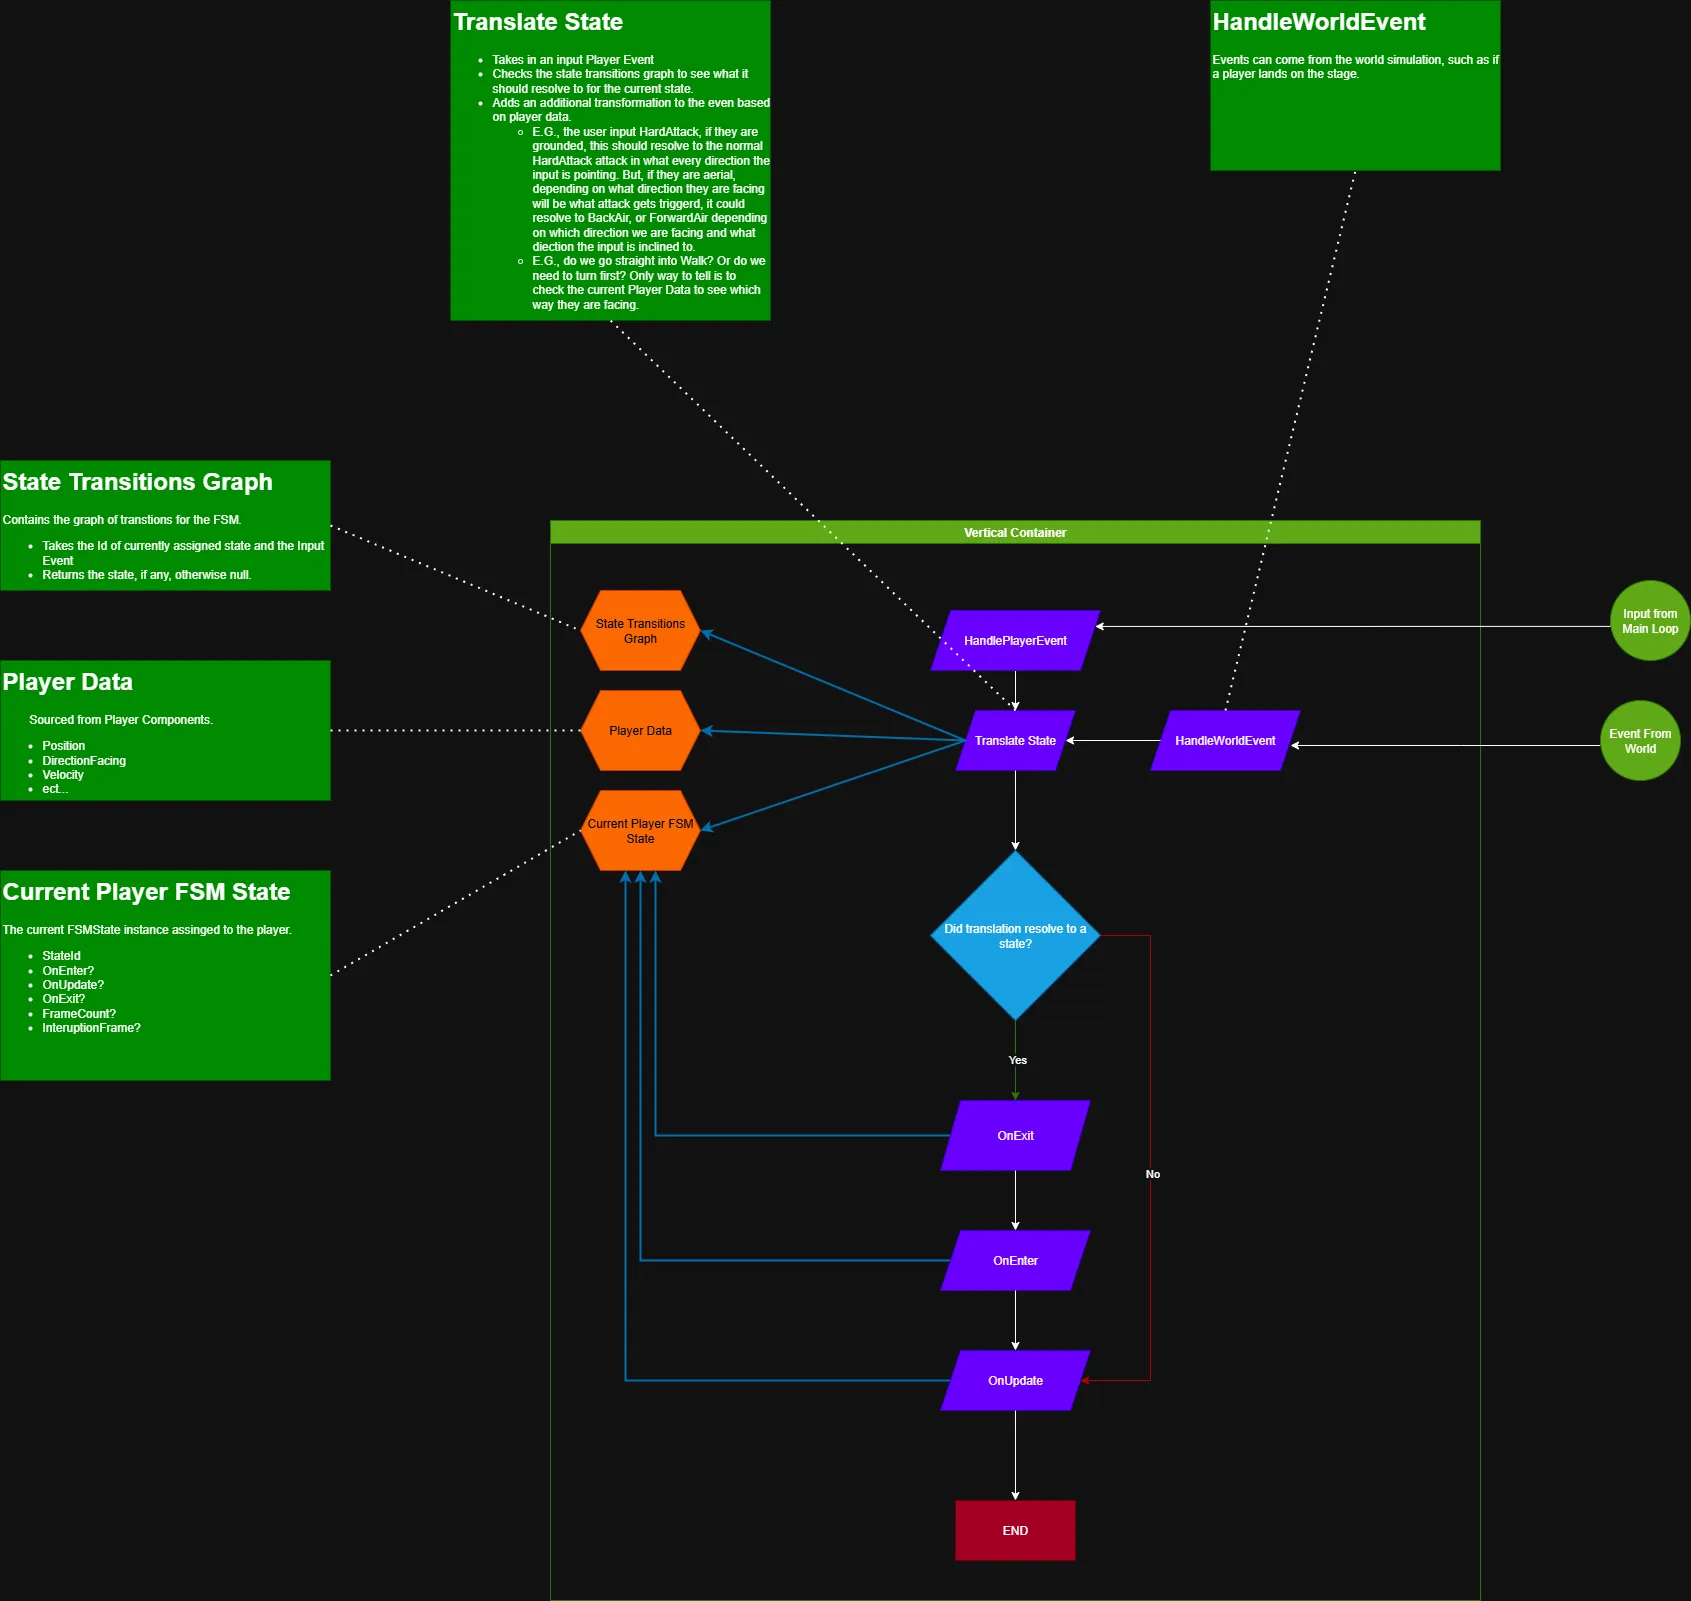 Translate State
Takes in an input Player Event
Checks the state transitions graph to see what it
should resolve to for the current state.
Adds an additional transformation to the even based
on player data.
E.G., the user input HardAttack, if they are
grounded, this should resolve to the normal
HardAttack attack in what every direction the
input is pointing. But, if they are aerial,
depending on what direction they are facing
will be what attack gets triggerd, it could
resolve to BackAir, or ForwardAir depending
on which direction we are facing and what
diection the input is inclined to.
E.G., do we go straight into Walk? Or do we
need to turn first? Only way to tell is to
check the current Player Data to see which
way they are facing.
HandleWorldEvent
Events can come from the world simulation, such as if
a player lands on the stage.
State Transitions Graph
Contains the graph of transtions for the FSM.
Takes the Id of currently assigned state and the Input
Event
Returns the state, if any, otherwise null.
Player Data
Sourced from Player Components.
Position
DirectionFacing
Velocity
ect...
Current Player FSM State
The current FSMState instance assinged to the player.
StateId
OnEnter?
OnUpdate?
OnExit?
FrameCount?
InteruptionFrame?
Vertical Container
State Transitions
Graph
HandlePlayerEvent
Input from
Main Loop
Player Data
Translate State
HandleWorldEvent
Event From
World
Current Player FSM
State
Did translation resolve to a
state?
Yes
OnExit
No
OnEnter
OnUpdate
END